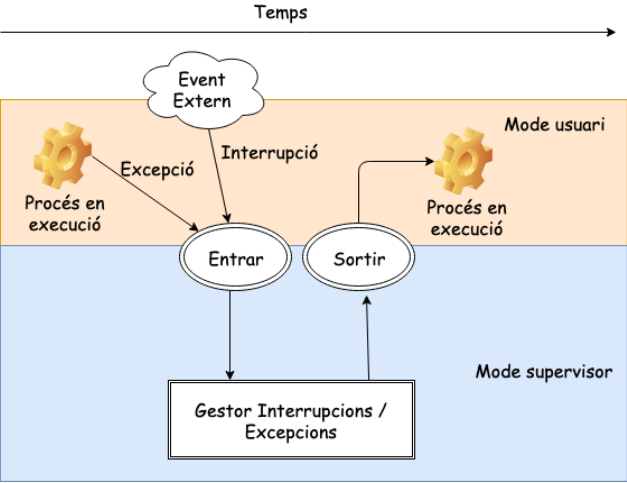 Temps
Event
Extern
Mode usuari
Interrupció
Excepció
Procés en
execució
Procés en
execució
Entrar
Sortir
Mode supervisor
Gestor Interrupcions /
Excepcions